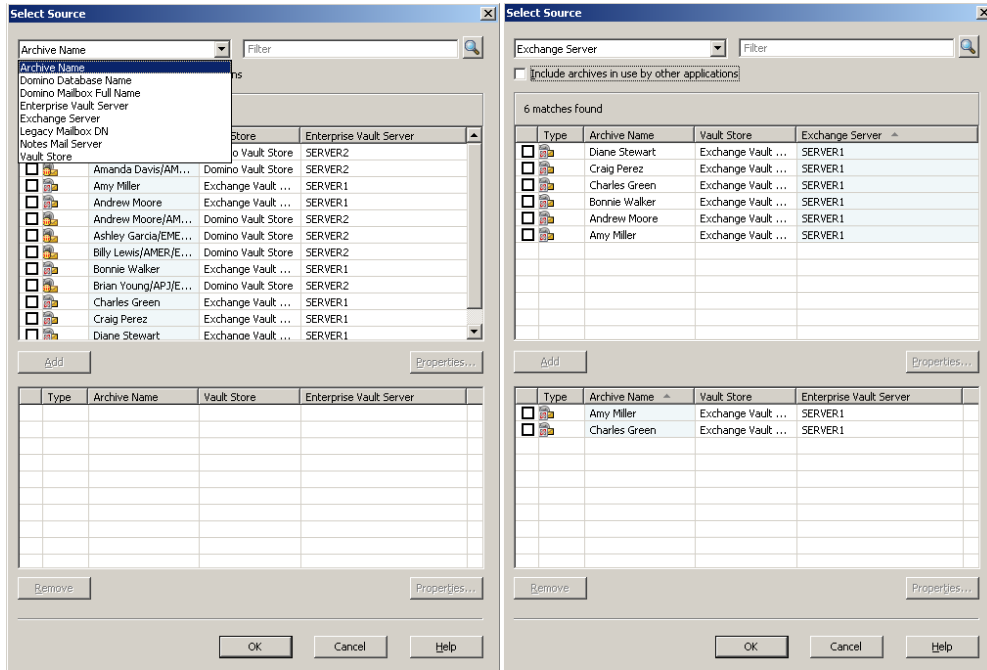 Select Source
Archive Name
Filter
Archive Name
Domino Database Name
Domino Mailbox Full Name
Enterprise Vault Server
Exchange Server
Legacy Mailbox DN
Notes Mail Server
Vault Store
ns
Store Enterprise Vault Server
no Vault Store SERVER2
Amanda Davis/AM... Domino Vault Store SERVER2
Amy Miller Exchange Vault ... SERVER1
Andrew Moore Exchange Vault ... SERVER1
Andrew Moore/AM... Domino Vault Store SERVER2
Ashley Garcia/EME... Domino Vault Store SERVER2
Billy Lewis/AMER/E... Domino Vault Store SERVER2
Bonnie Walker Exchange Vault ... SERVER1
Brian Young/APJ/E... Domino Vault Store SERVER2
Charles Green Exchange Vault ... SERVER1
Craig Perez Exchange Vault ... SERVER1
Diane Stewart Exchange Vault ... SERVER1
Add Properties...
Type Archive Name Vault Store Enterprise Vault Server
Remove Properties...
OK Cancel Help
Select Source
Exchange Server
Filter
Include archives in use by other applications
6 matches found
Type Archive Name Vault Store Exchange Server
Diane Stewart Exchange Vault ... SERVER1
Craig Perez Exchange Vault ... SERVER1
Charles Green Exchange Vault ... SERVER1
Bonnie Walker Exchange Vault ... SERVER1
Andrew Moore Exchange Vault ... SERVER1
Amy Miller Exchange Vault ... SERVER1
Add Properties...
Type Archive Name Vault Store Enterprise Vault Server
Amy Miller Exchange Vault ... SERVER1
Charles Green Exchange Vault ... SERVER1
Remove Properties...
OK Cancel Help